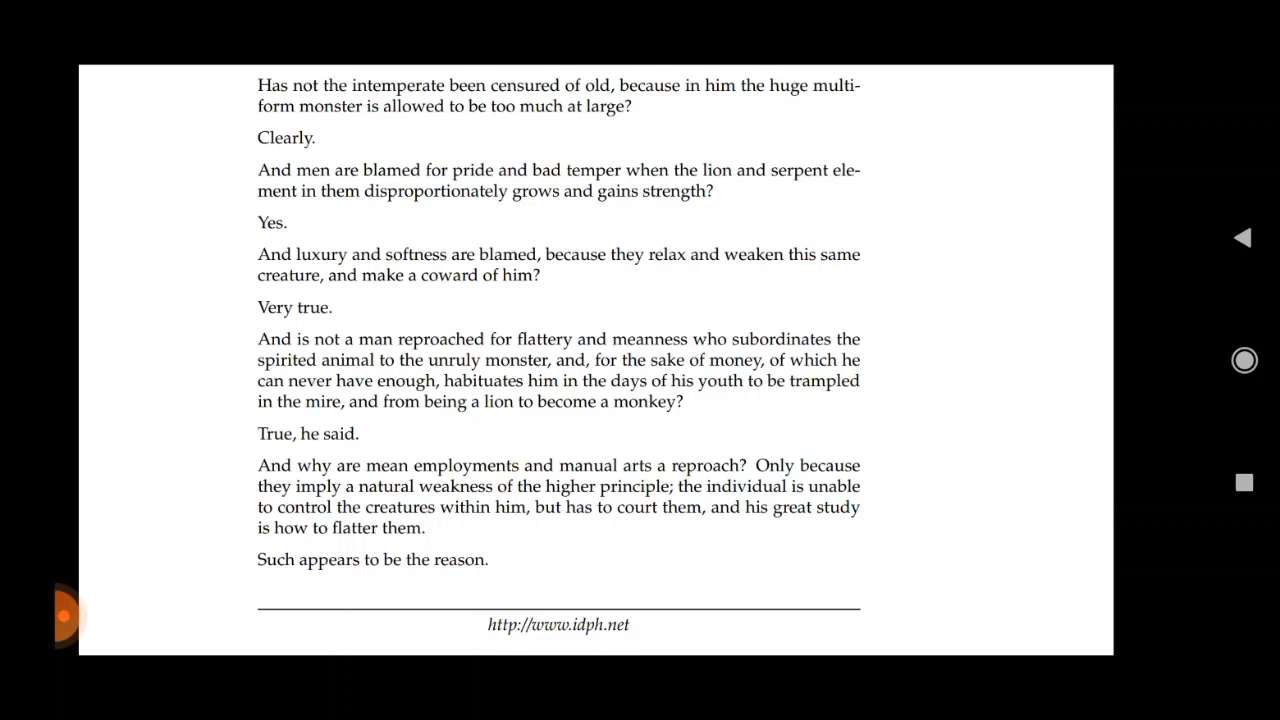 Has not the intemperate been censured of old, because in him the huge multi-
form monster is allowed to be too much at large?
Clearly.
And men are blamed for pride and bad temper when the lion and serpent ele-
ment in them disproportionately grows and gains strength?
Yes.
And luxury and softness are blamed, because they relax and weaken this same
creature, and make a coward of him?
Very true.
And is not a man reproached for flattery and meanness who subordinates the
spirited animal to the unruly monster, and, for the sake of money, of which he
can never have enough, habituates him in the days of his youth to be trampled
in the mire, and from being a lion to become a monkey?
True, he said.
And why are mean employments and manual arts a reproach? Only because
they imply a natural weakness of the higher principle; the individual is unable
to control the creatures within him, but has to court them, and his great study
is how to flatter them.
Such appears to be the reason.
http://www.idph.net